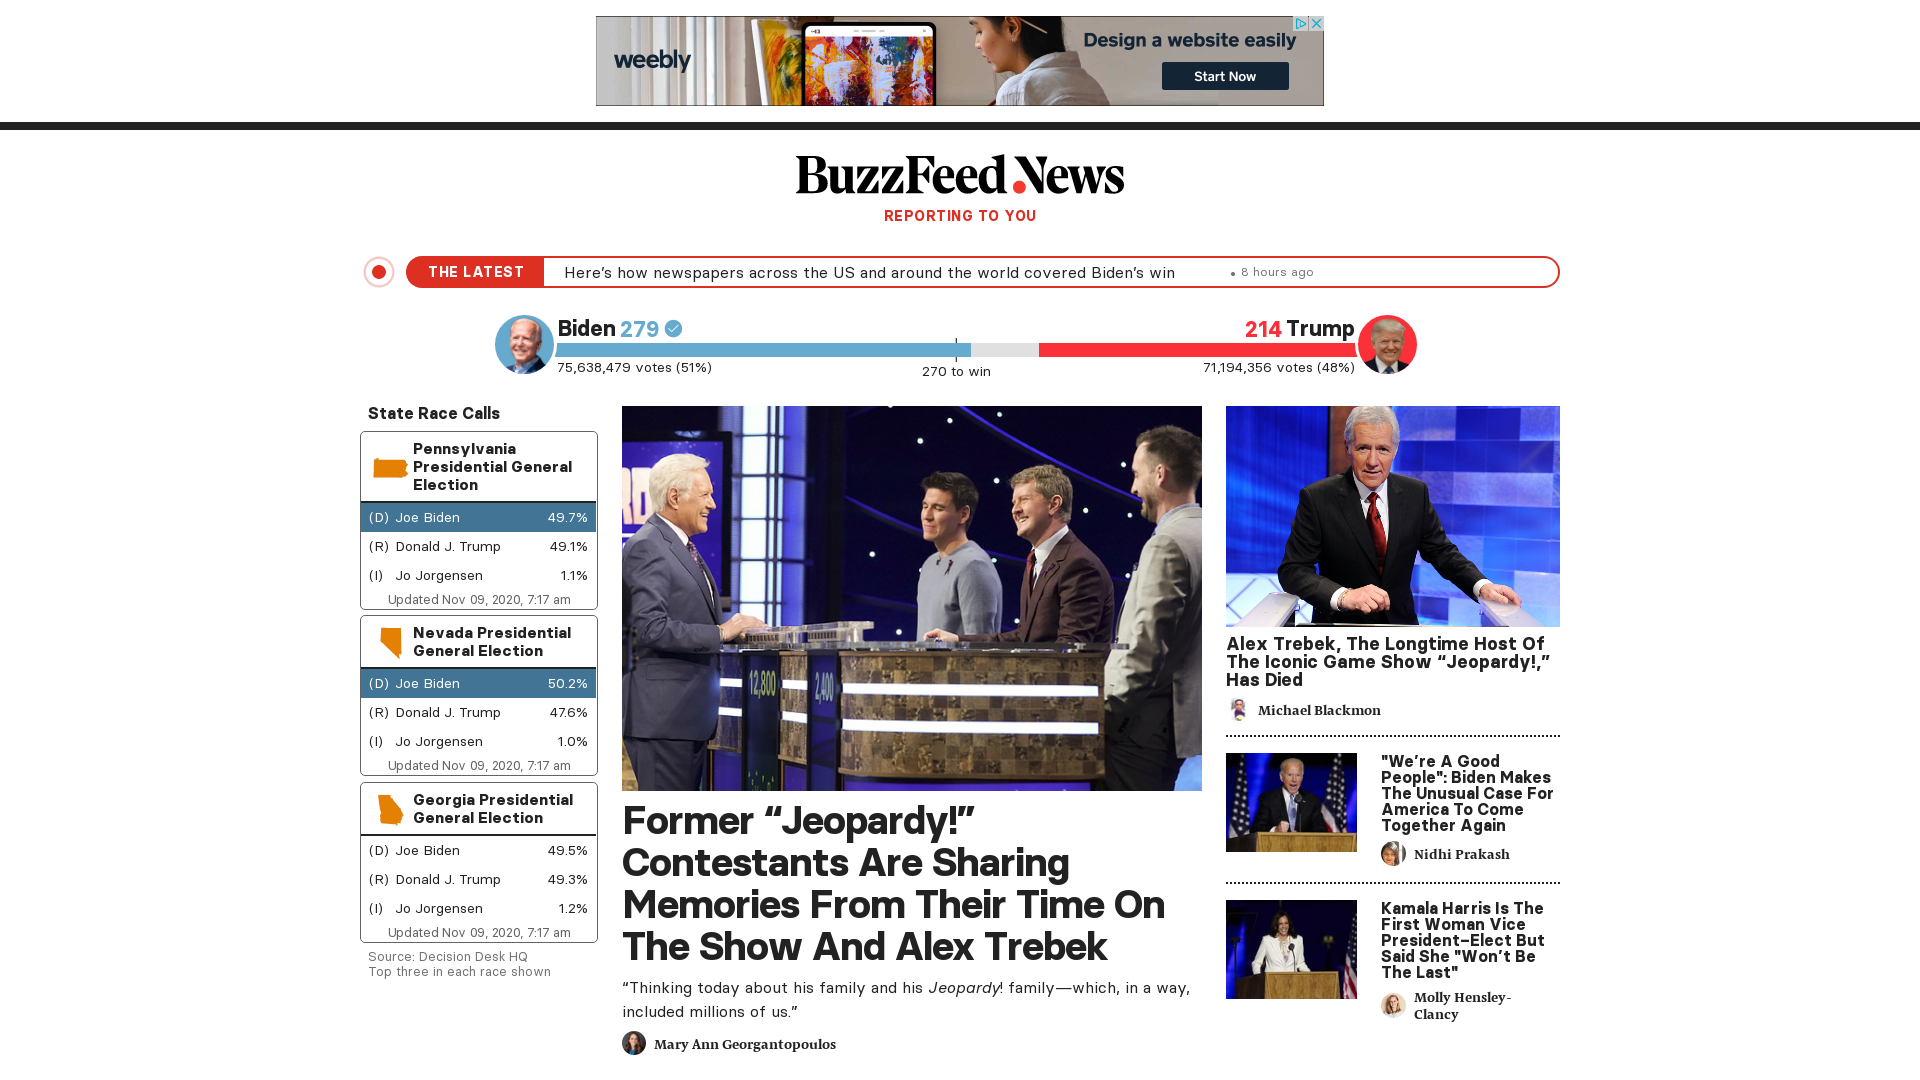 weebly
Design a website easily
Start Now
BuzzFeed News
REPORTING TO YOU
THE LATEST
Here’s how newspapers across the US and around the world covered Biden’s win
• 8 hours ago
Biden 279
214 Trump
75,638,479 votes (51%)
270 to win
71,194,356 votes (48%)
State Race Calls
Pennsylvania
Presidential General
Election
(D) Joe Biden 49.7%
(R) Donald J. Trump 49.1%
(I) Jo Jorgensen 1.1%
Updated Nov 09, 2020, 7:17 am
Nevada Presidential
General Election
(D) Joe Biden 50.2%
(R) Donald J. Trump 47.6%
(I) Jo Jorgensen 1.0%
Updated Nov 09, 2020, 7:17 am
Georgia Presidential
General Election
(D) Joe Biden 49.5%
(R) Donald J. Trump 49.3%
(I) Jo Jorgensen 1.2%
Updated Nov 09, 2020, 7:17 am
Source: Decision Desk HQ
Top three in each race shown
12,800
2,400
Former “Jeopardy!”
Contestants Are Sharing
Memories From Their Time On
The Show And Alex Trebek
“Thinking today about his family and his Jeopardy! family—which, in a way,
included millions of us.”
Mary Ann Georgantopoulos
Alex Trebek, The Longtime Host Of
The Iconic Game Show “Jeopardy!,”
Has Died
Michael Blackmon
"We’re A Good
People": Biden Makes
The Unusual Case For
America To Come
Together Again
Nidhi Prakash
Kamala Harris Is The
First Woman Vice
President–Elect But
Said She "Won’t Be
The Last"
Molly Hensley-
Clancy